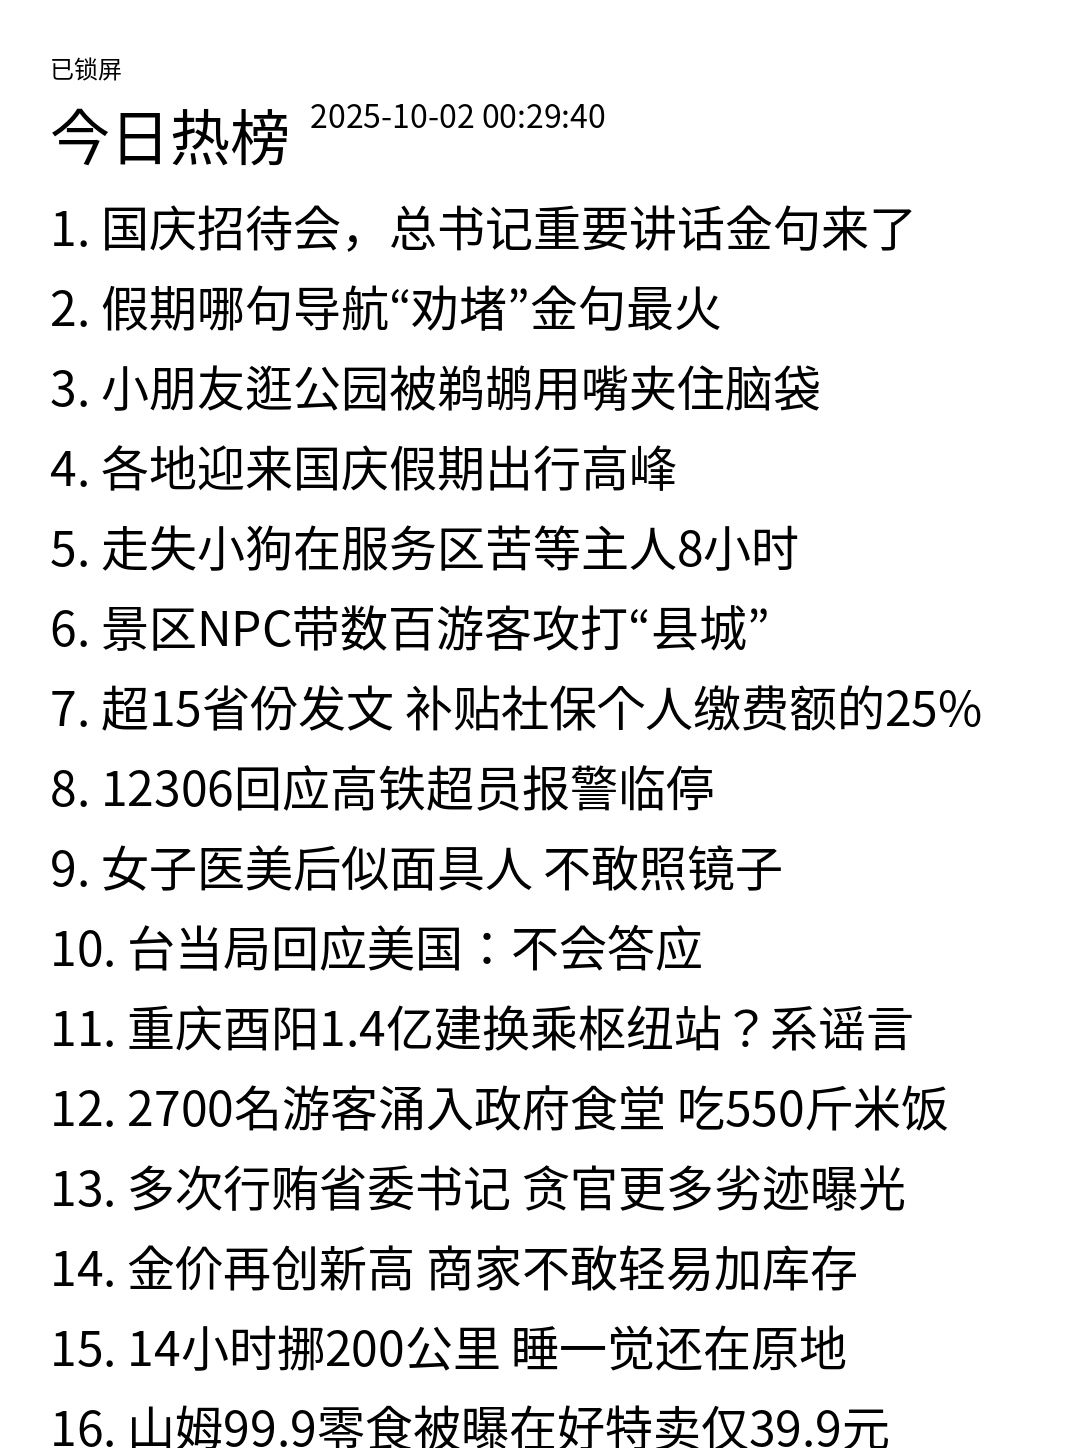 已锁屏
今日热榜 2025-10-02 00:29:40
1. 国庆招待会，总书记重要讲话金句来了
2. 假期哪句导航“劝堵”金句最火
3. 小朋友逛公园被鹈鹕用嘴夹住脑袋
4. 各地迎来国庆假期出行高峰
5. 走失小狗在服务区苦等主人8小时
6. 景区NPC带数百游客攻打“县城”
7. 超15省份发文 补贴社保个人缴费额的25%
8. 12306回应高铁超员报警临停
9. 女子医美后似面具人 不敢照镜子
10. 台当局回应美国：不会答应
11. 重庆酉阳1.4亿建换乘枢纽站？系谣言
12. 2700名游客涌入政府食堂 吃550斤米饭
13. 多次行贿省委书记 贪官更多劣迹曝光
14. 金价再创新高 商家不敢轻易加库存
15. 14小时挪200公里 睡一觉还在原地
16. 山姆99.9零食被曝在好特卖仅39.9元